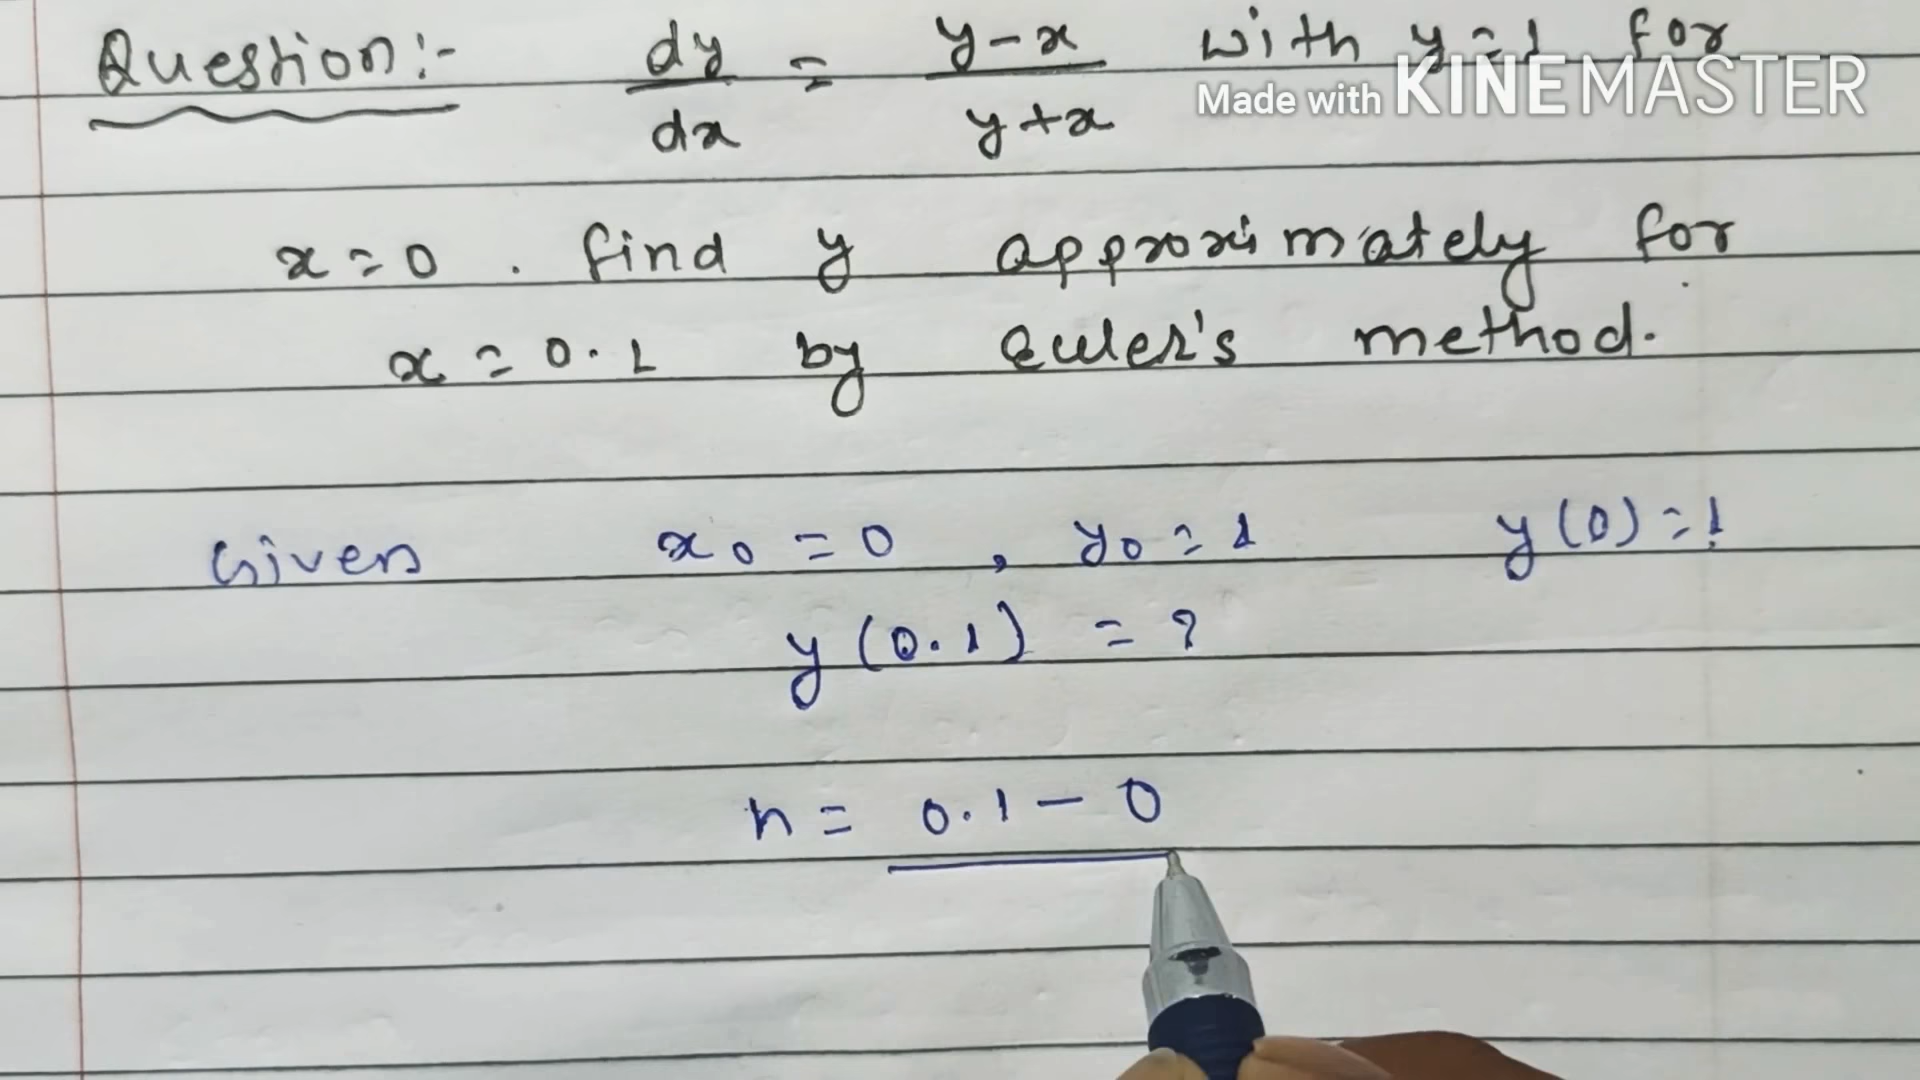 Question:- dy/dx = y-x/y+x with y=1 for
Made with KINEMASTER
x=0 . find y approximately for
x=0.1 by Euler's method.
Given x0=0 , y0=1 y(0)=1
y(0.1) = ?
h= 0.1-0